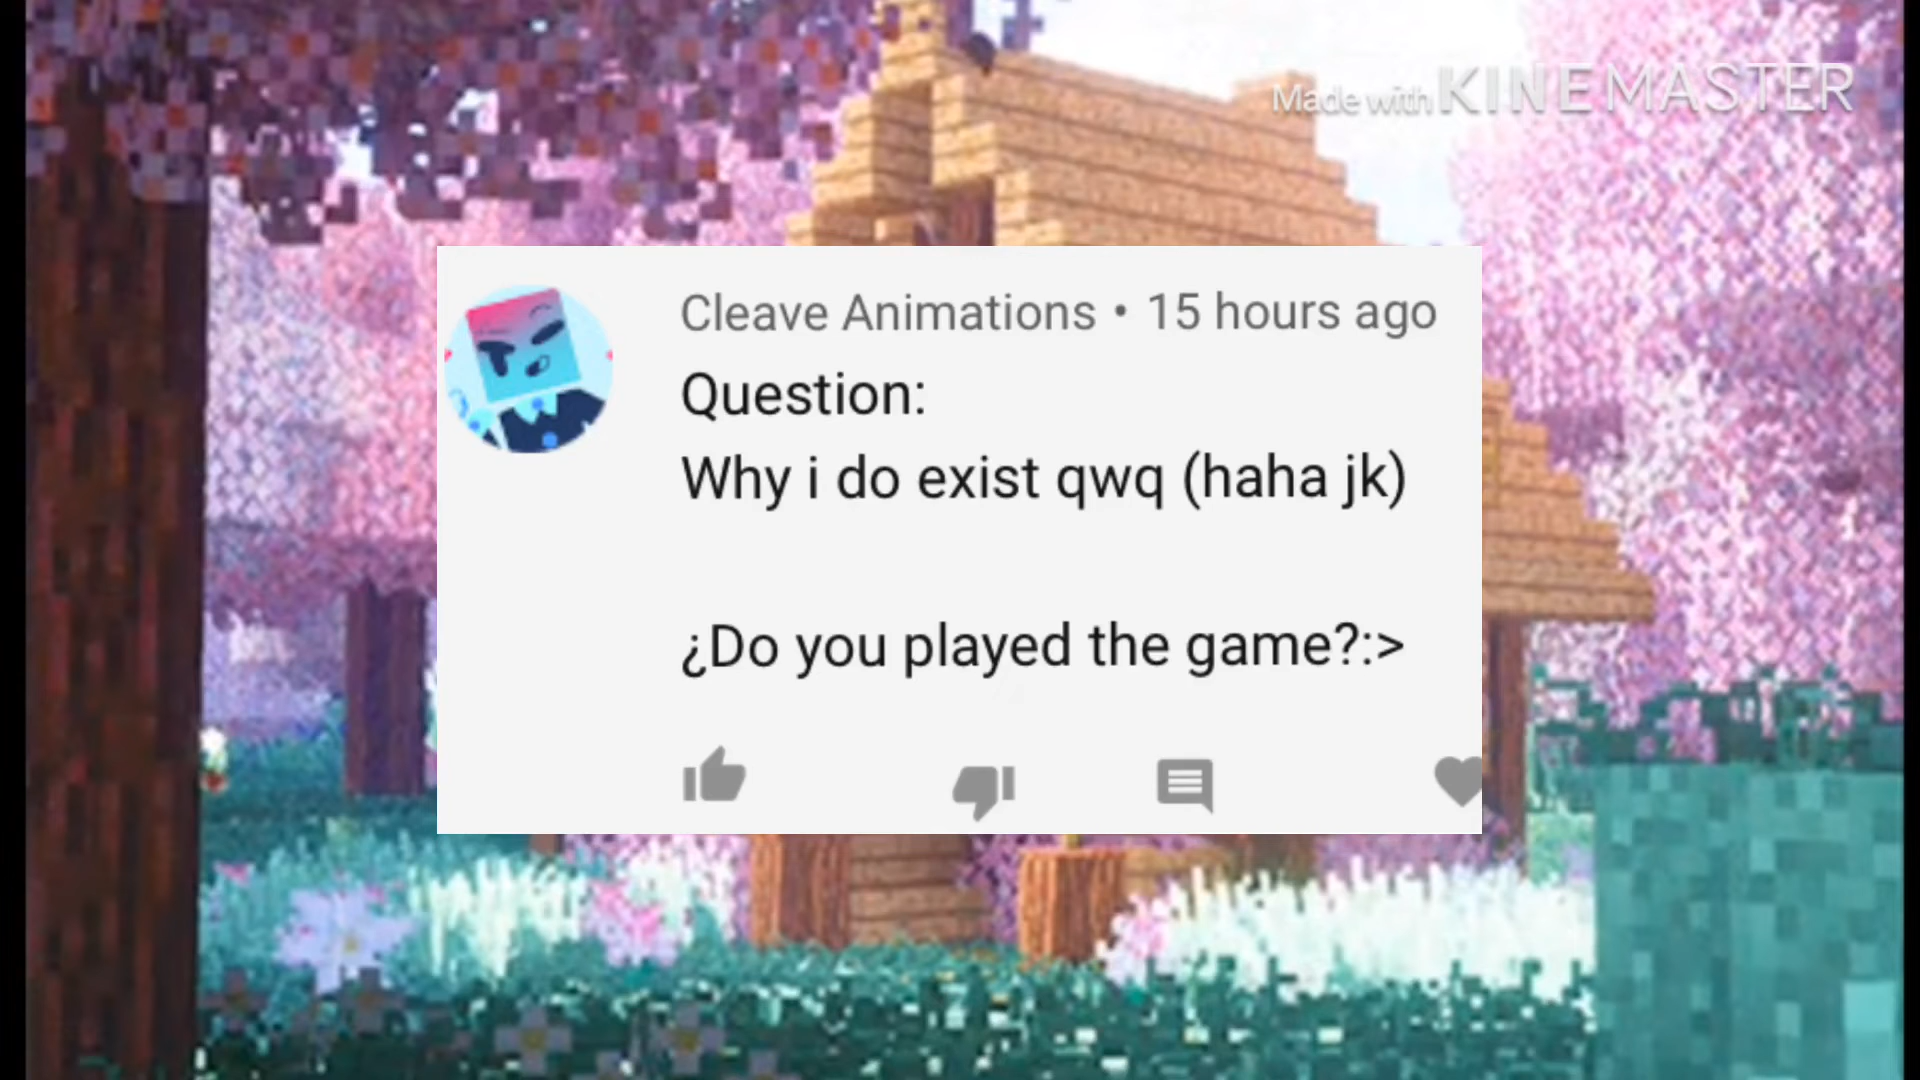 Made with KINEMASTER
Cleave Animations • 15 hours ago
Question:
Why i do exist qwq (haha jk)
¿Do you played the game?:>